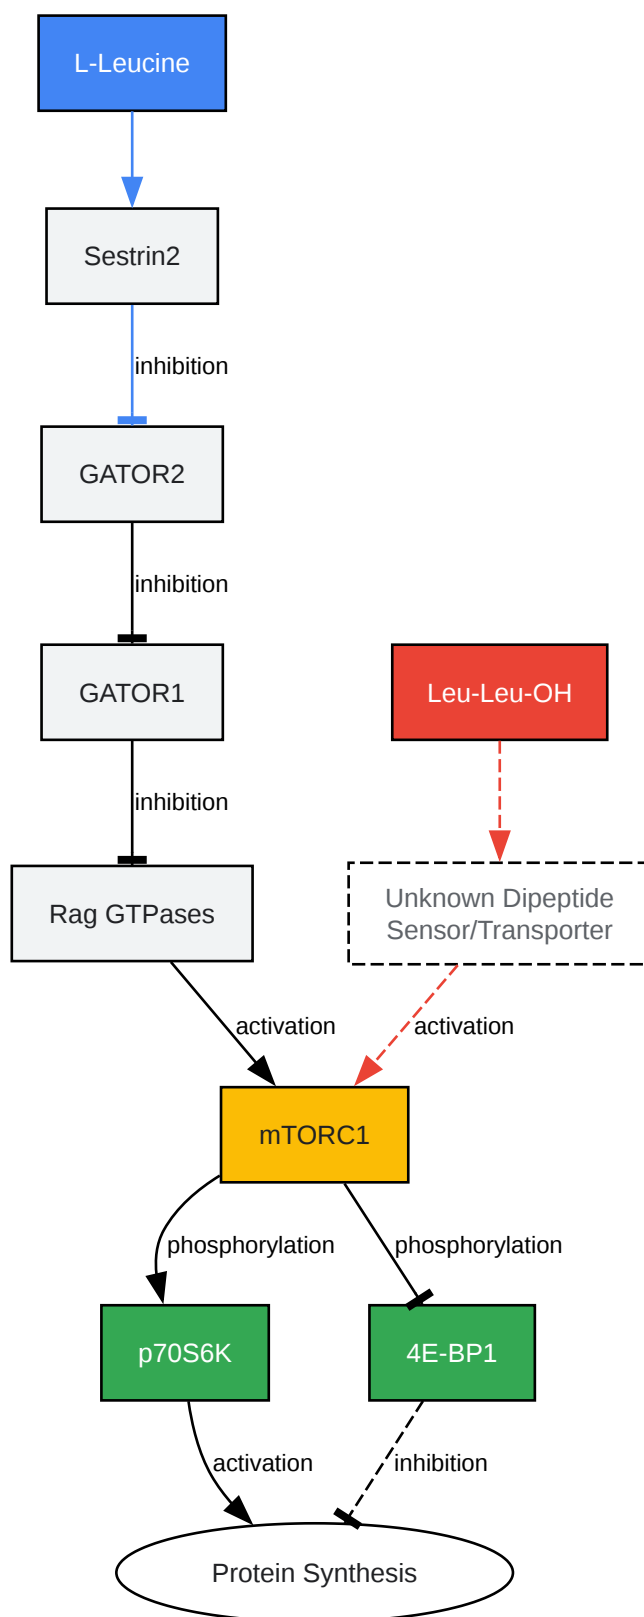 L-Leucine
Sestrin2
inhibition
GATOR2
inhibition
GATOR1
Leu-Leu-OH
inhibition
Rag GTPases
Unknown Dipeptide
Sensor/Transporter
activation
activation
mTORC1
phosphorylation
phosphorylation
p70S6K
4E-BP1
activation
inhibition
Protein Synthesis